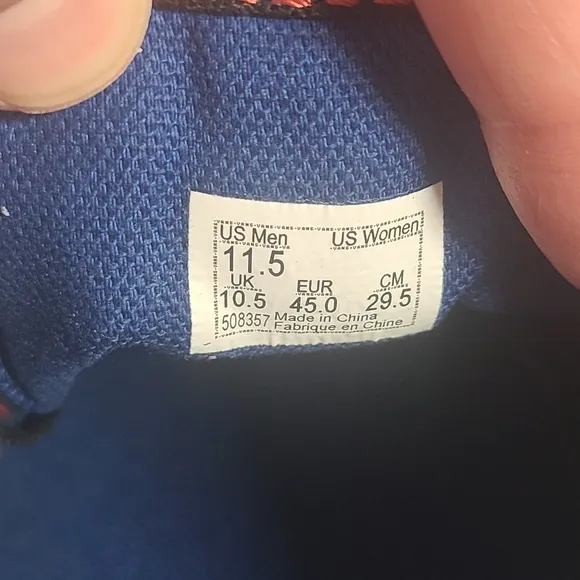 US Men US Women
11.5
UK EUR CM
10.5 45.0 29.5
508357 Made in China
Fabrique en Chine